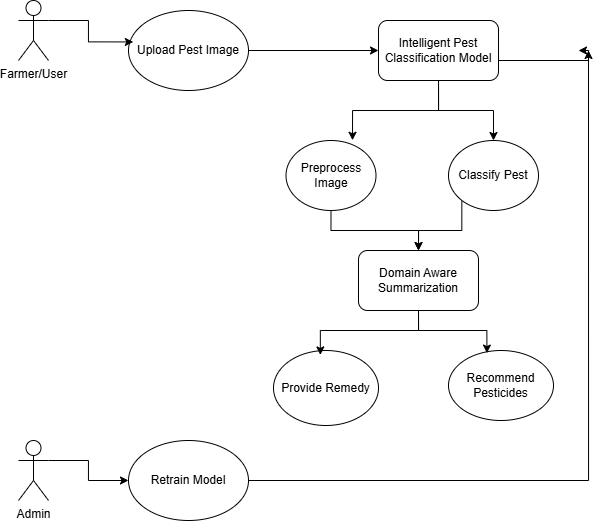 Farmer/User
Upload Pest Image
Intelligent Pest
Classification Model
Preprocess
Image
Classify Pest
Domain Aware
Summarization
Provide Remedy
Recommend
Pesticides
Admin
Retrain Model